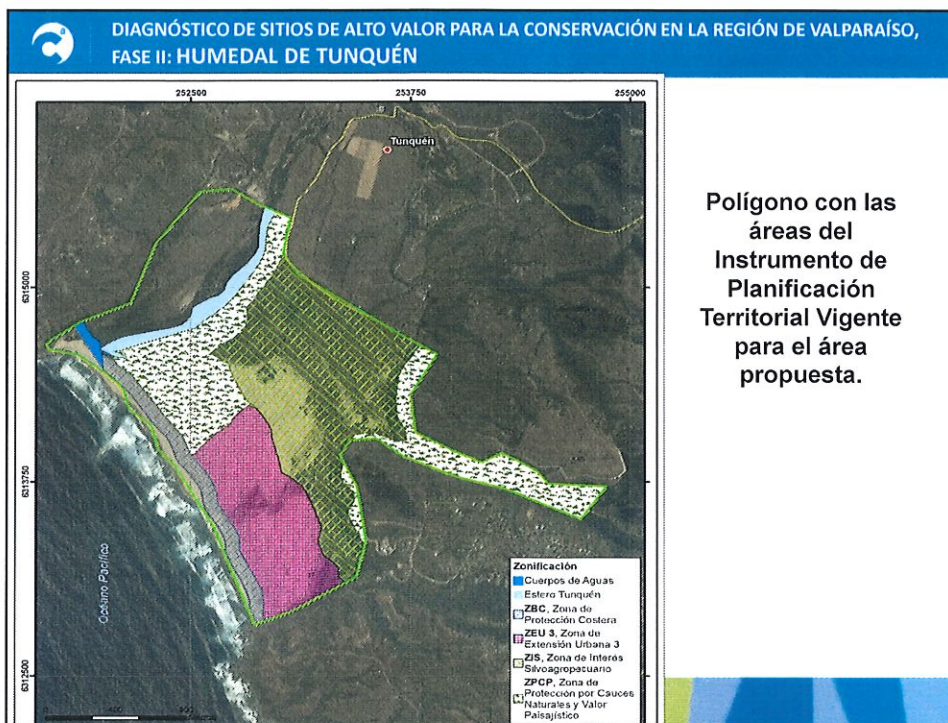 DIAGNÓSTICO DE SITIOS DE ALTO VALOR PARA LA CONSERVACIÓN EN LA REGIÓN DE VALPARAÍSO,
FASE II: HUMEDAL DE TUNQUÉN
252500
253750
255000
Tunquén
6315000
6313750
6312500
Océano Pacífico
Polígono con las
áreas del
Instrumento de
Planificación
Territorial Vigente
para el área
propuesta.
Zonificación
Cuerpos de Aguas
Estero Tunquén
ZBC, Zona de
Protección Costera
ZEU 3, Zona de
Extensión Urbana 3
ZIS, Zona de Interés
Silvoagropecuario
ZPCP, Zona de
Protección por Cauces
Naturales y Valor
Paisajístico
0 400